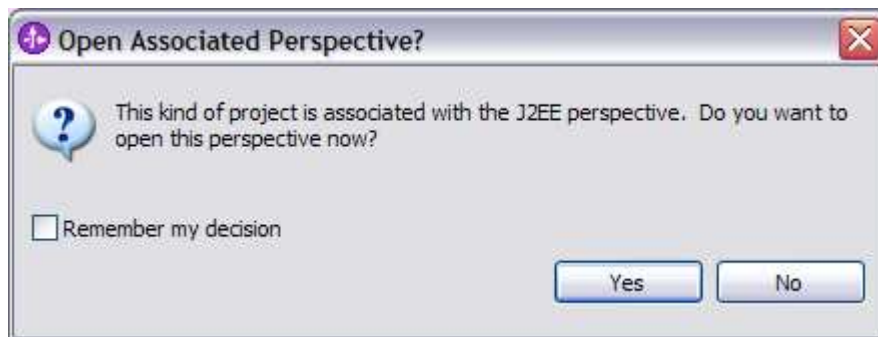 Open Associated Perspective?
This kind of project is associated with the J2EE perspective. Do you want to
open this perspective now?
Remember my decision
Yes No